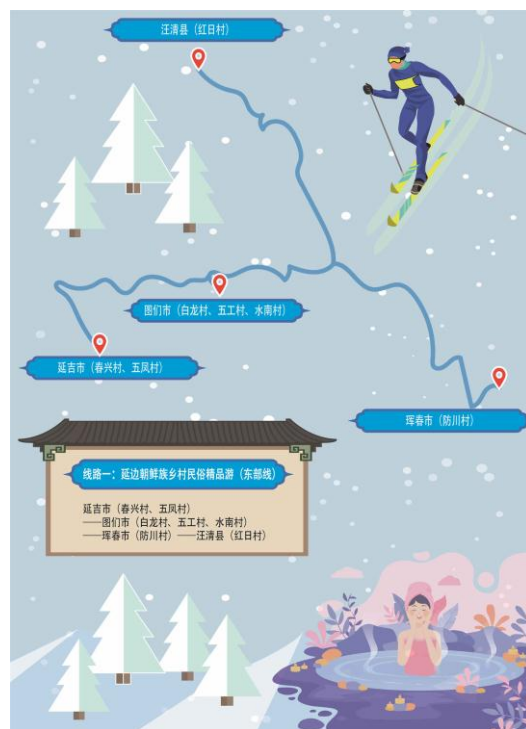 汪清县（红日村）
图们市（白龙村、五工村、水南村）
延吉市（春兴村、五凤村）
珲春市（防川村）
线路一：延边朝鲜族乡村民俗精品游（东部线）
延吉市（春兴村、五凤村）
——图们市（白龙村、五工村、水南村）
——珲春市（防川村）——汪清县（红日村）